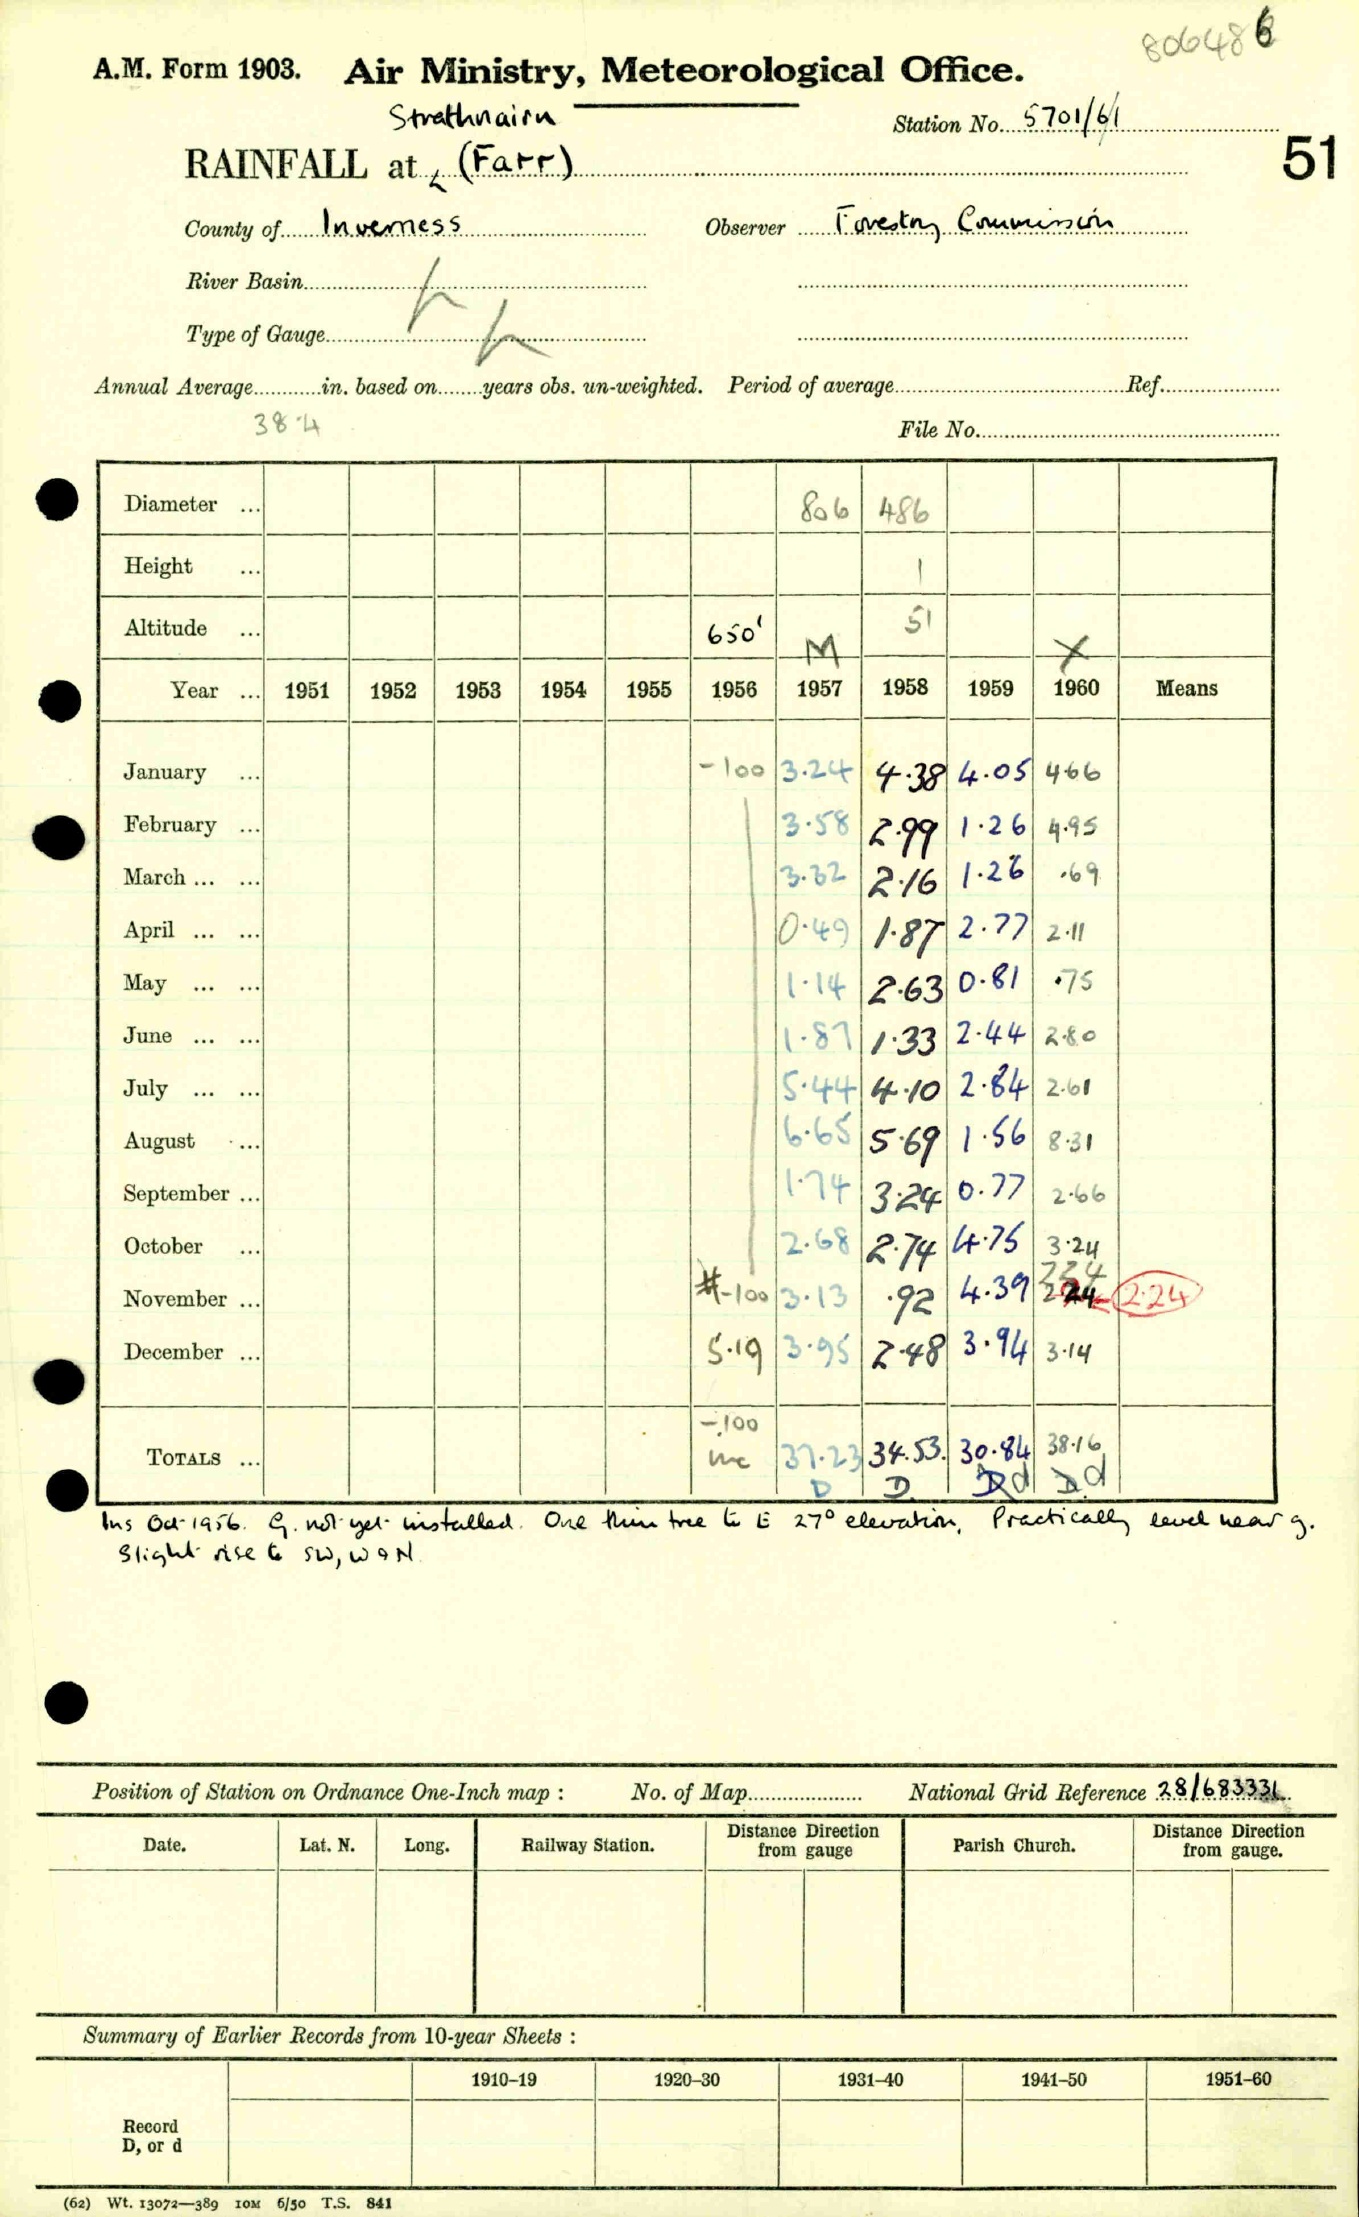 806486
A.M. Form 1903. Air Ministry, Meteorological Office.
Strathnairn
Station No. 5701/6/1
RAINFALL at (Farr)
51
County of Inverness Observer Forestry Commission
River Basin
Type of Gauge
Annual Average in. based on years obs. un-weighted. Period of average Ref.
38.4
File No.
Diameter ... 806 486
Height ... 1
Altitude ... 650' M 51 X
Year ... 1951 1952 1953 1954 1955 1956 1957 1958 1959 1960 Means
January ... -100 3.24 4.38 4.05 4.66
February ... 3.58 2.99 1.26 4.95
March ... ... 3.32 2.16 1.26 .69
April ... ... 0.49 1.87 2.77 2.11
May ... ... 1.14 2.63 0.81 .75
June ... ... 1.87 1.33 2.44 2.80
July ... ... 5.44 4.10 2.84 2.61
August ... 6.65 5.69 1.56 8.31
September ... 1.74 3.24 0.77 2.66
October ... 2.68 2.74 4.75 3.24
224
November ... #-100 3.13 .92 4.39 2.24 2.24
December ... 5.19 3.95 2.48 3.94 3.14
-100
TOTALS ... inc 37.23 34.53. 30.84 38.16
D D D d D d
Ins Oct 1956. G. not yet installed. One thin tree to E 27° elevation. Practically level near g.
Slight rise to SW, W & N.
Position of Station on Ordnance One-Inch map : No. of Map National Grid Reference 28/683331
Date. Lat. N. Long. Railway Station. Distance from Direction gauge Parish Church. Distance from Direction gauge.
Summary of Earlier Records from 10-year Sheets :
1910–19 1920–30 1931–40 1941–50 1951–60
Record
D, or d
(62) Wt. 13072—389 10M 6/50 T.S. 841